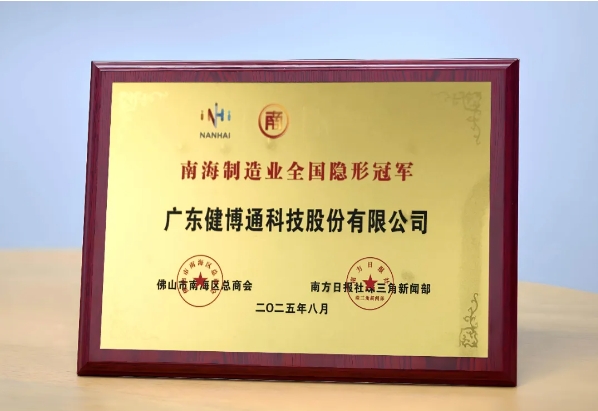 iNHi
NANHAI
南
南海制造业全国隐形冠军
广东健博通科技股份有限公司
佛山市南海区总商会 南方日报社珠三角新闻部
二〇二五年八月